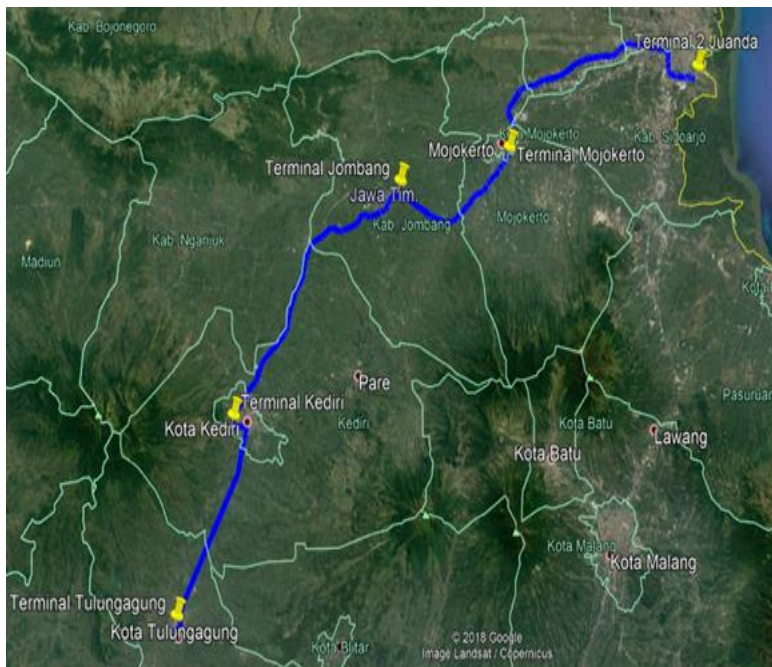 Kab. Bojonegoro
Terminal 2 Juanda
Mojokerto
Kab. Sidoarjo
Mojokerto
Terminal Mojokerto
Terminal Jombang
Jawa Tim.
Kab. Jombang
Mojokerto
Kab. Nganjuk
Madiun
Pare
Terminal Kediri
Kota Kediri
Kediri
Kota Batu
Kota Batu
Lawang
Pasuruan
Kota Malang
Kota Malang
Terminal Tulungagung
Kota Tulungagung
Kota Blitar
© 2018 Google
Image Landsat / Copernicus